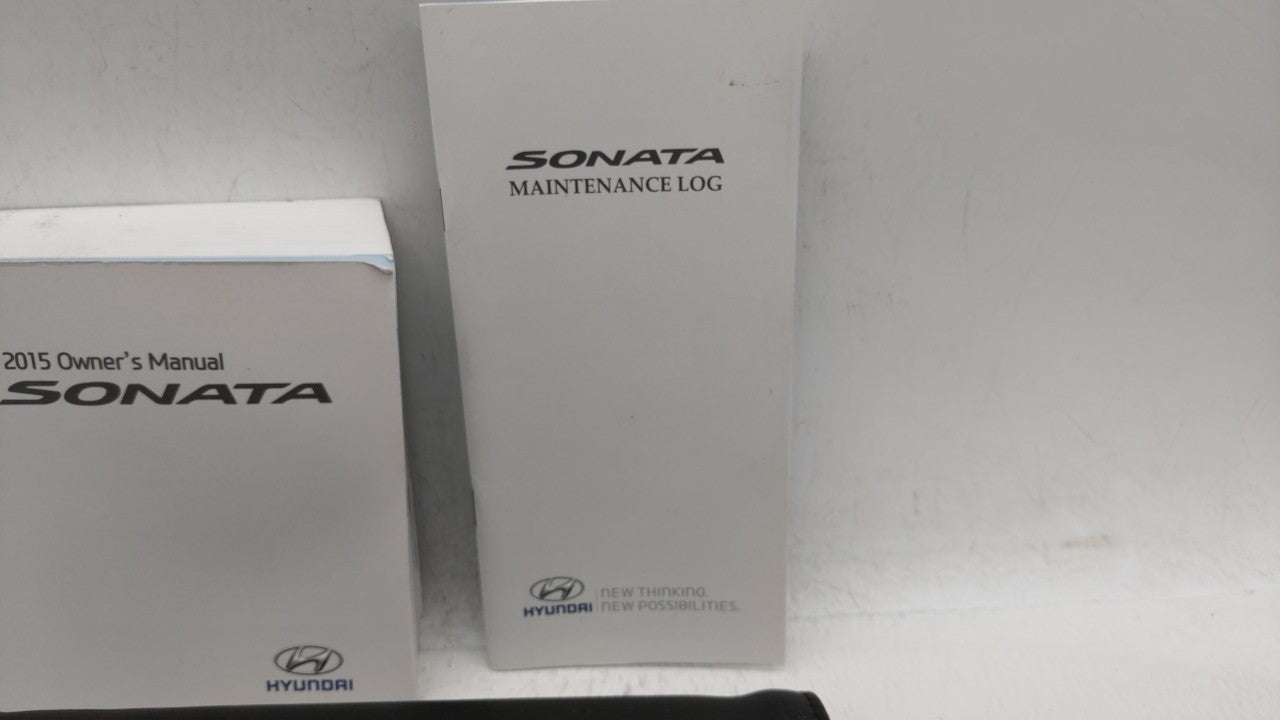 2015 Owner's Manual
SONATA
HYUNDAI
SONATA
MAINTENANCE LOG
HYUNDAI
NEW THINKING.
NEW POSSIBILITIES.